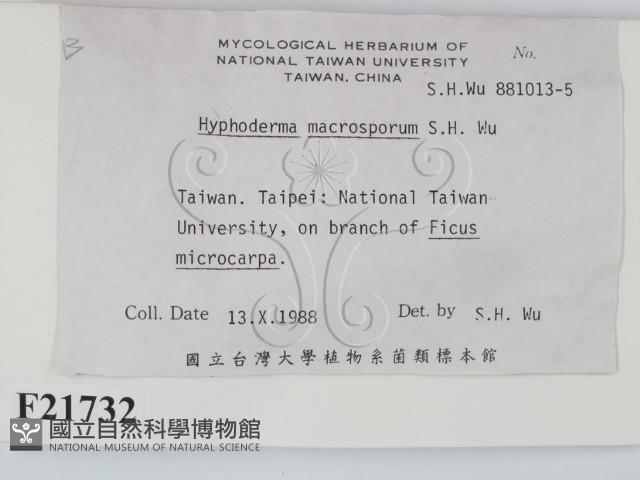 B
MYCOLOGICAL HERBARIUM OF
NATIONAL TAIWAN UNIVERSITY
TAIWAN. CHINA
No.
S.H.Wu 881013-5
Hyphoderma macrosporum S.H. Wu
Taiwan. Taipei: National Taiwan
University, on branch of Ficus
microcarpa.
Coll. Date 13.X.1988 Det. by S.H. Wu
國立台灣大學植物系菌類標本館
F21732
國立自然科學博物館
NATIONAL MUSEUM OF NATURAL SCIENCE